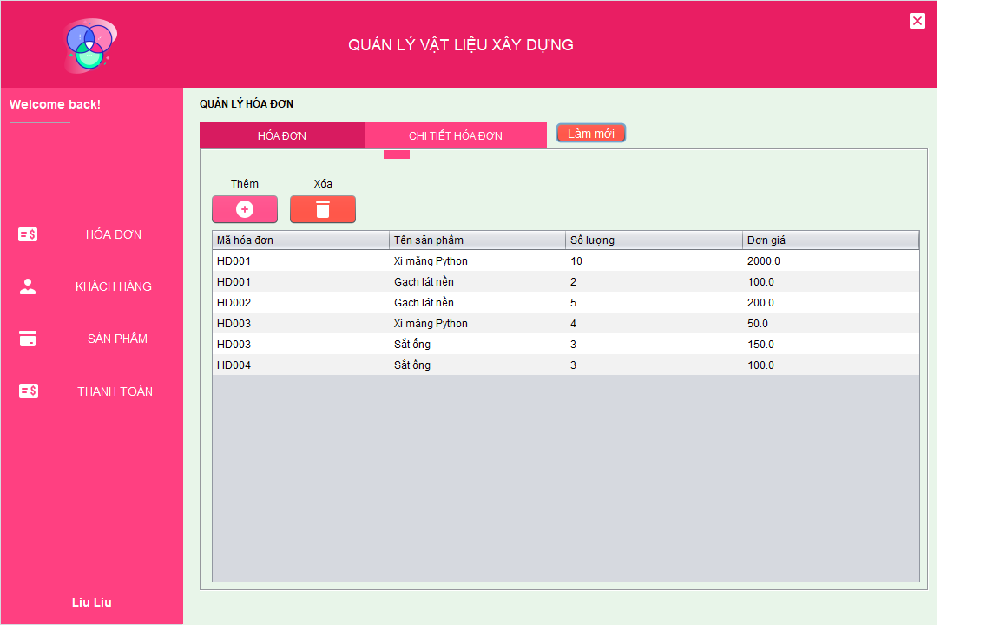 QUẢN LÝ VẬT LIỆU XÂY DỰNG
Welcome back!
QUẢN LÝ HÓA ĐƠN
HÓA ĐƠN CHI TIẾT HÓA ĐƠN Làm mới
Thêm Xóa
Mã hóa đơn Tên sản phẩm Số lượng Đơn giá
HD001 Xi măng Python 10 2000.0
HD001 Gạch lát nền 2 100.0
HD002 Gạch lát nền 5 200.0
HD003 Xi măng Python 4 50.0
HD003 Sắt ống 3 150.0
HD004 Sắt ống 3 100.0
HÓA ĐƠN
KHÁCH HÀNG
SẢN PHẨM
THANH TOÁN
Liu Liu